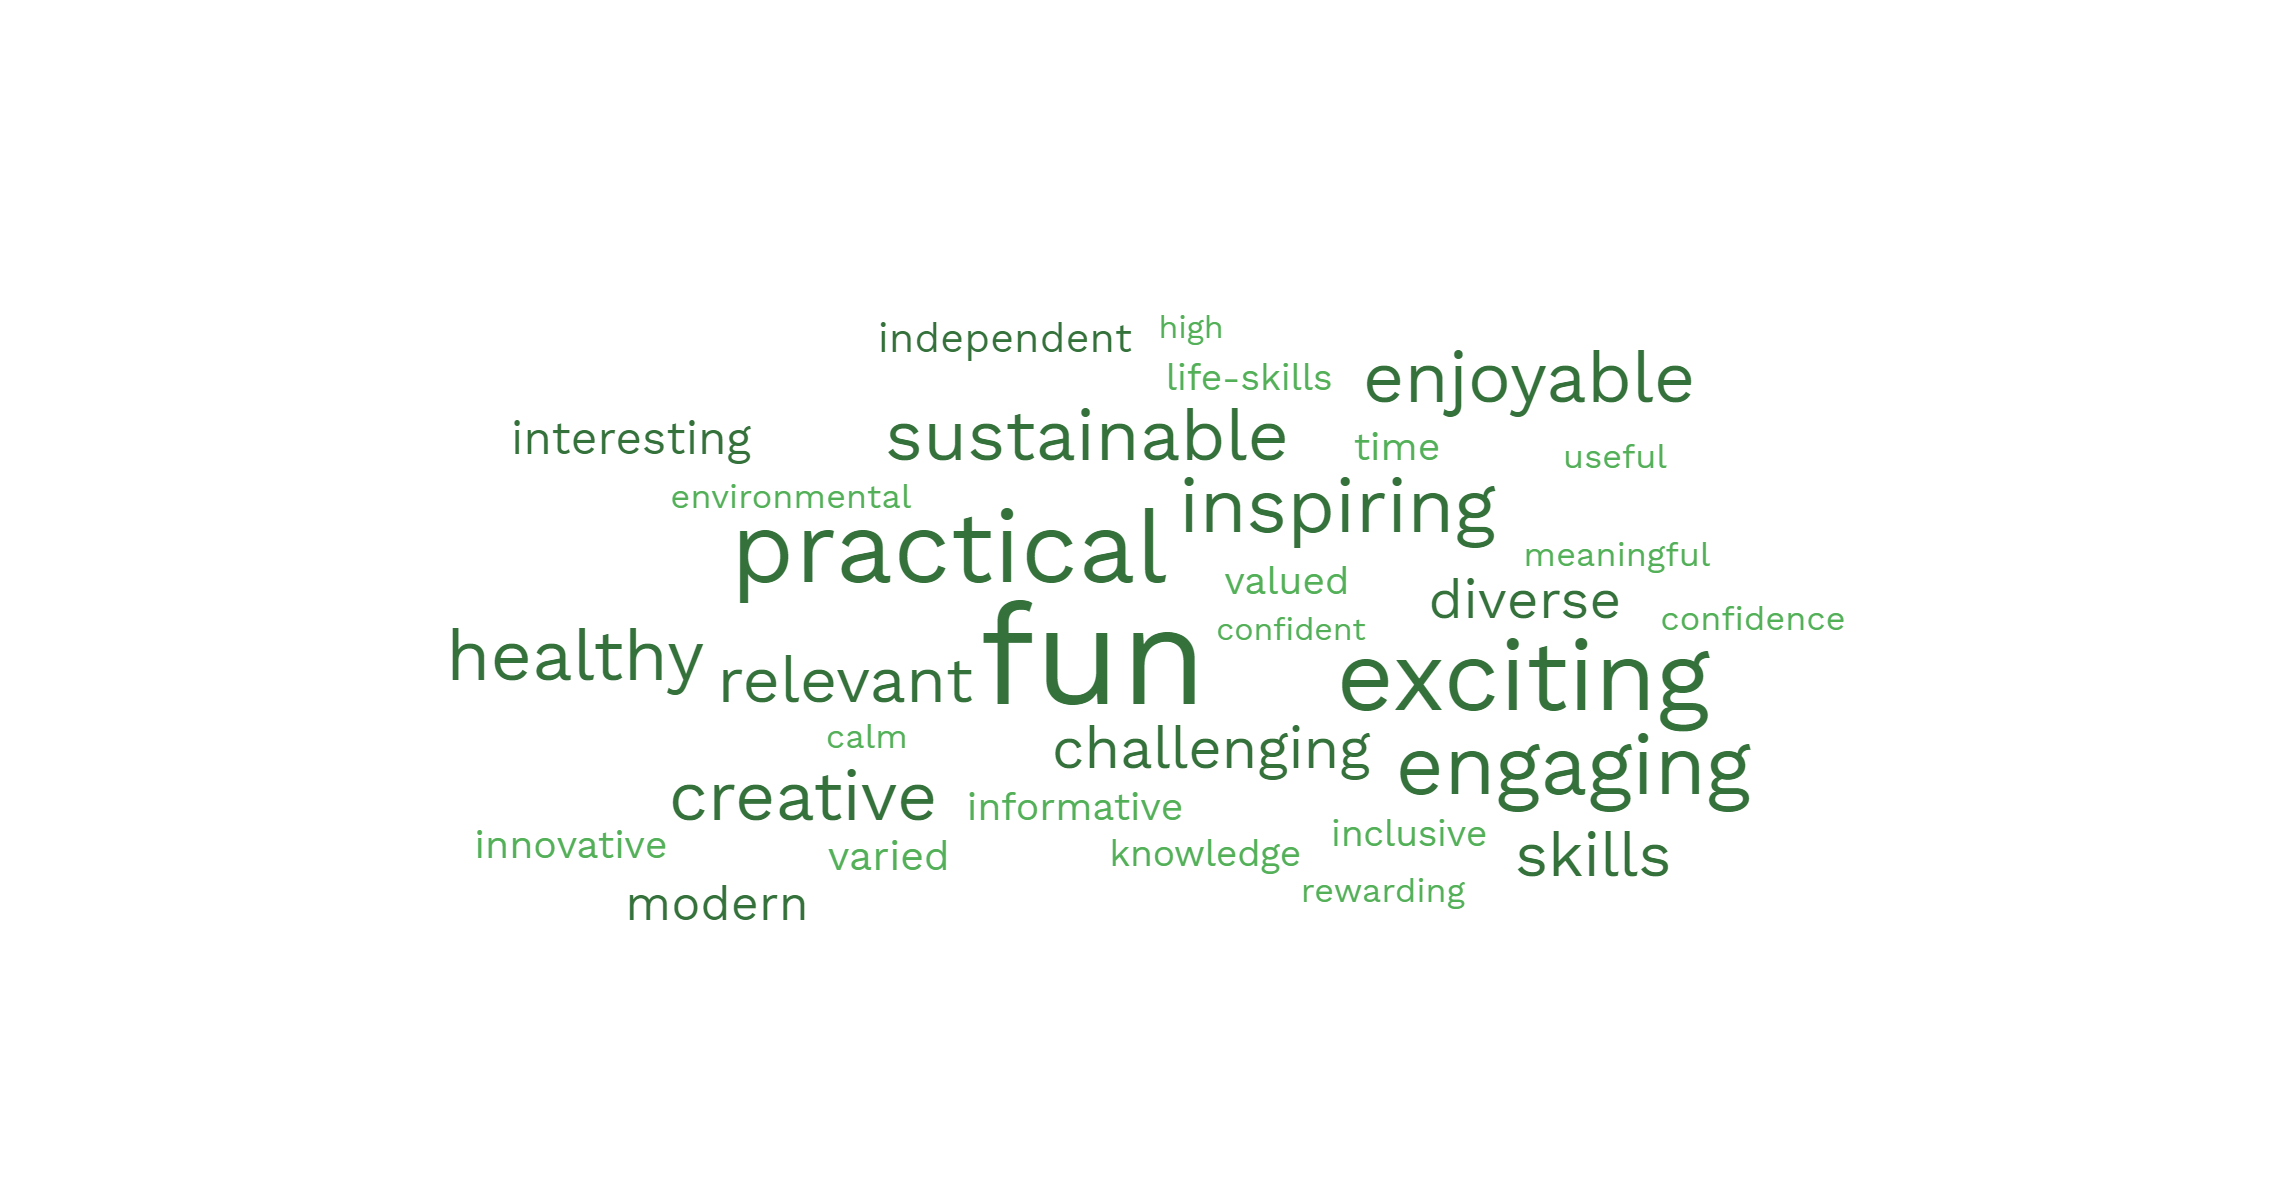 independent
high
life-skills
enjoyable
interesting
sustainable
time
useful
environmental
inspiring
practical
meaningful
valued
diverse
confidence
confident
healthy
relevant
fun
exciting
calm
challenging
engaging
creative
informative
inclusive
innovative
varied
knowledge
skills
rewarding
modern